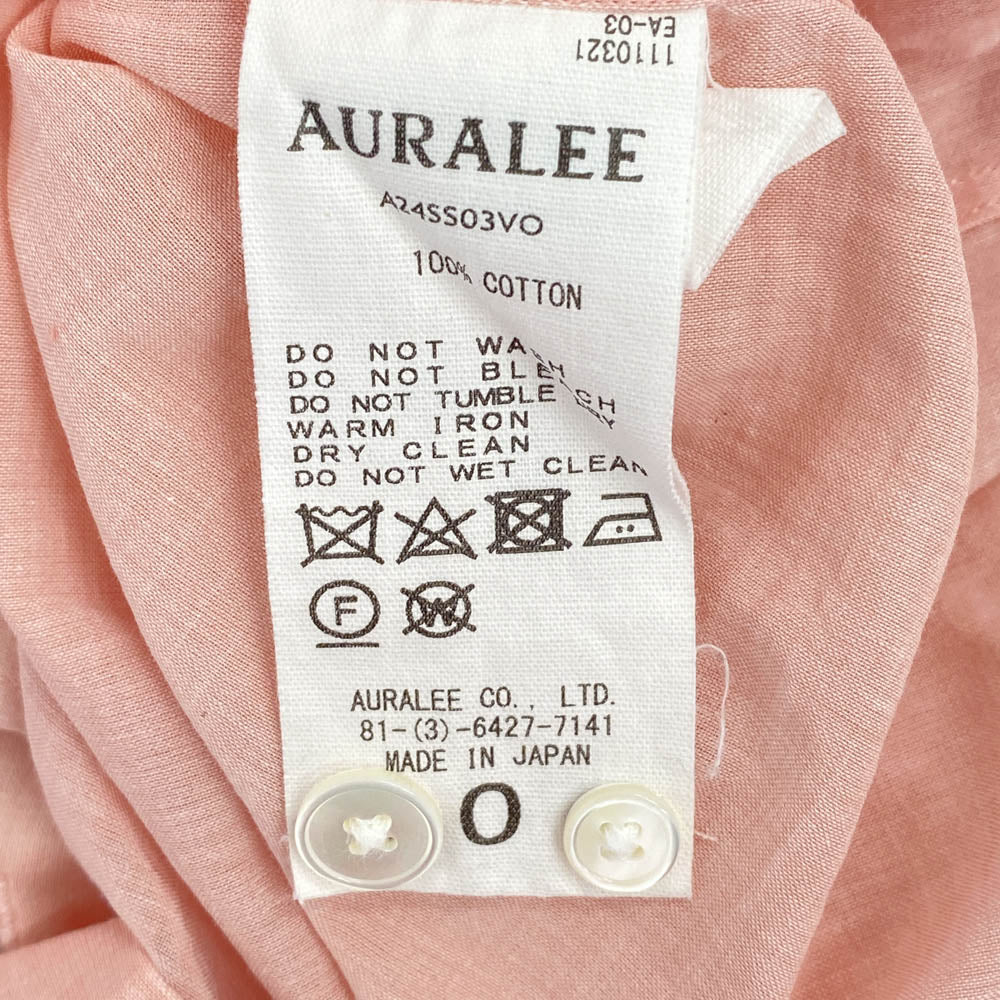 EA-03
1110321
AURALEE
A24SS03VO
100% COTTON
DO NOT WASH
DO NOT BLEACH
DO NOT TUMBLE DRY
WARM IRON
DRY CLEAN
DO NOT WET CLEAN
F
W
AURALEE CO., LTD.
81-(3)-6427-7141
MADE IN JAPAN
O